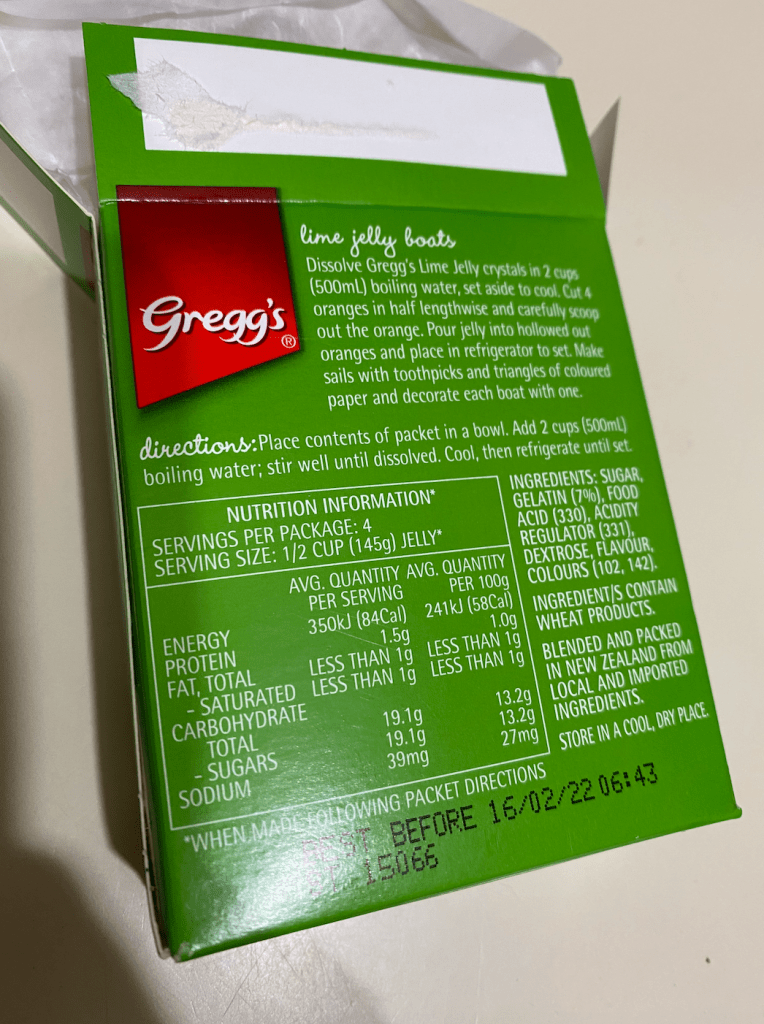 Gregg's®
lime jelly boats
Dissolve Gregg's Lime Jelly crystals in 2 cups
(500mL) boiling water, set aside to cool. Cut 4
oranges in half lengthwise and carefully scoop
out the orange. Pour jelly into hollowed out
oranges and place in refrigerator to set. Make
sails with toothpicks and triangles of coloured
paper and decorate each boat with one.
directions: Place contents of packet in a bowl. Add 2 cups (500mL)
boiling water; stir well until dissolved. Cool, then refrigerate until set.
NUTRITION INFORMATION*
SERVINGS PER PACKAGE: 4
SERVING SIZE: 1/2 CUP (145g) JELLY*
AVG. QUANTITY AVG. QUANTITY
PER SERVING PER 100g
ENERGY 350kJ (84Cal) 241kJ (58Cal)
PROTEIN 1.5g 1.0g
FAT, TOTAL LESS THAN 1g LESS THAN 1g
- SATURATED LESS THAN 1g LESS THAN 1g
CARBOHYDRATE
TOTAL 19.1g 13.2g
- SUGARS 19.1g 13.2g
SODIUM 39mg 27mg
*WHEN MADE FOLLOWING PACKET DIRECTIONS
INGREDIENTS: SUGAR,
GELATIN (7%), FOOD
ACID (330), ACIDITY
REGULATOR (331),
DEXTROSE, FLAVOUR,
COLOURS (102, 142).
INGREDIENT/S CONTAIN
WHEAT PRODUCTS.
BLENDED AND PACKED
IN NEW ZEALAND FROM
LOCAL AND IMPORTED
INGREDIENTS.
STORE IN A COOL, DRY PLACE.
BEST BEFORE 16/02/22 06:43
15066